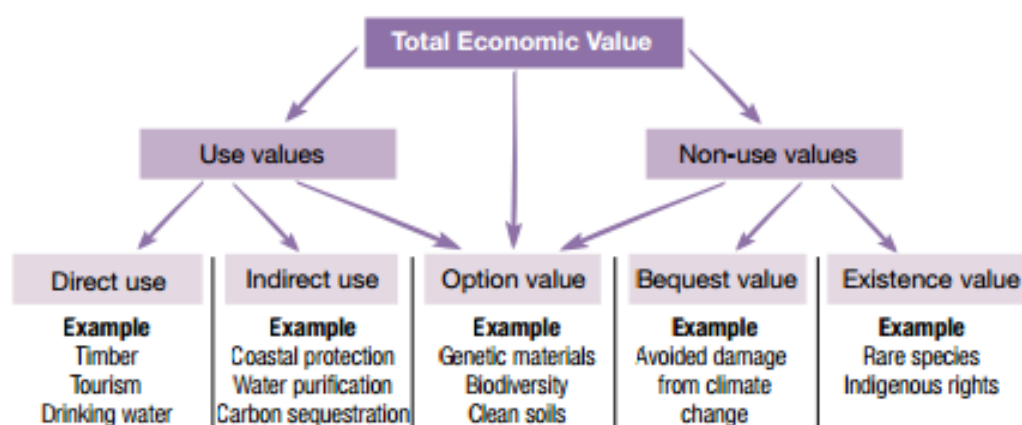 Total Economic Value
Use values
Non-use values
Direct use
Example
Timber
Tourism
Drinking water
Indirect use
Example
Coastal protection
Water purification
Carbon sequestration
Option value
Example
Genetic materials
Biodiversity
Clean soils
Bequest value
Example
Avoided damage
from climate
change
Existence value
Example
Rare species
Indigenous rights